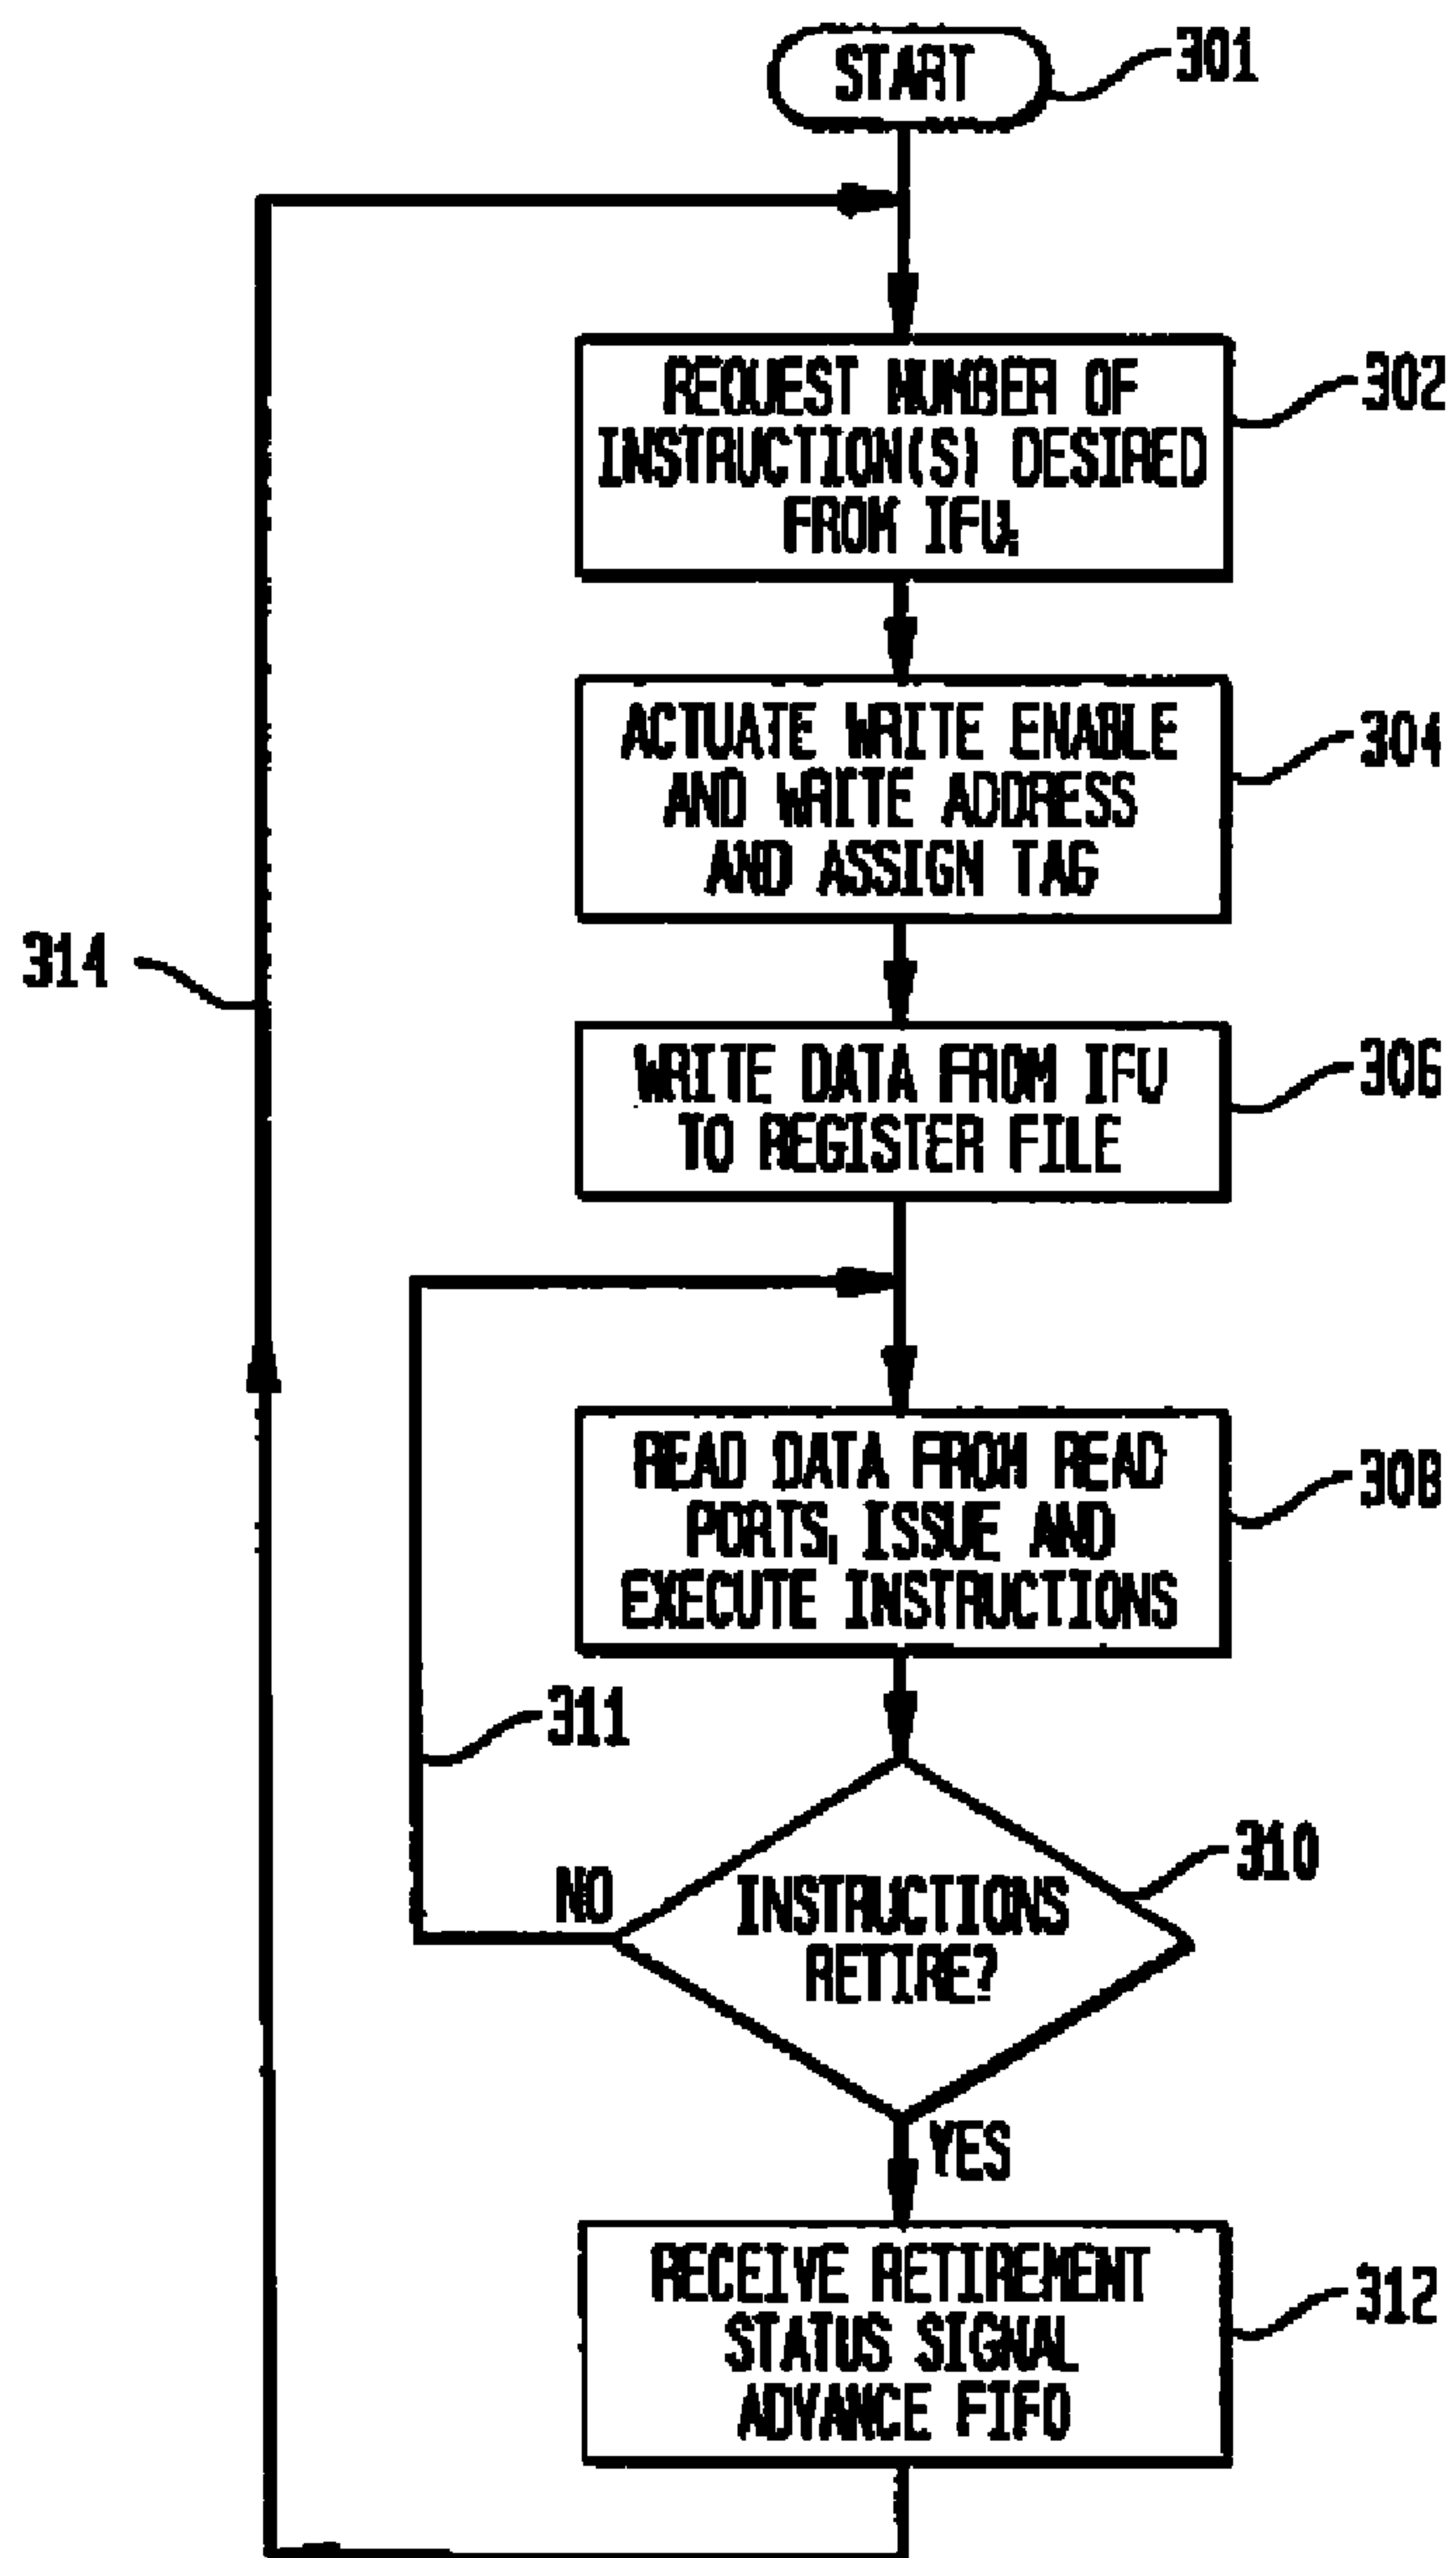 START
301
REQUEST NUMBER OF
INSTRUCTION(S) DESIRED
FROM IFU.
302
ACTUATE WRITE ENABLE
AND WRITE ADDRESS
AND ASSIGN TAG
304
314
WRITE DATA FROM IFU
TO REGISTER FILE
306
READ DATA FROM READ
PORTS, ISSUE AND
EXECUTE INSTRUCTIONS
308
311
310
NO
INSTRUCTIONS
RETIRE?
YES
RECEIVE RETIREMENT
STATUS SIGNAL
ADVANCE FIFO
312